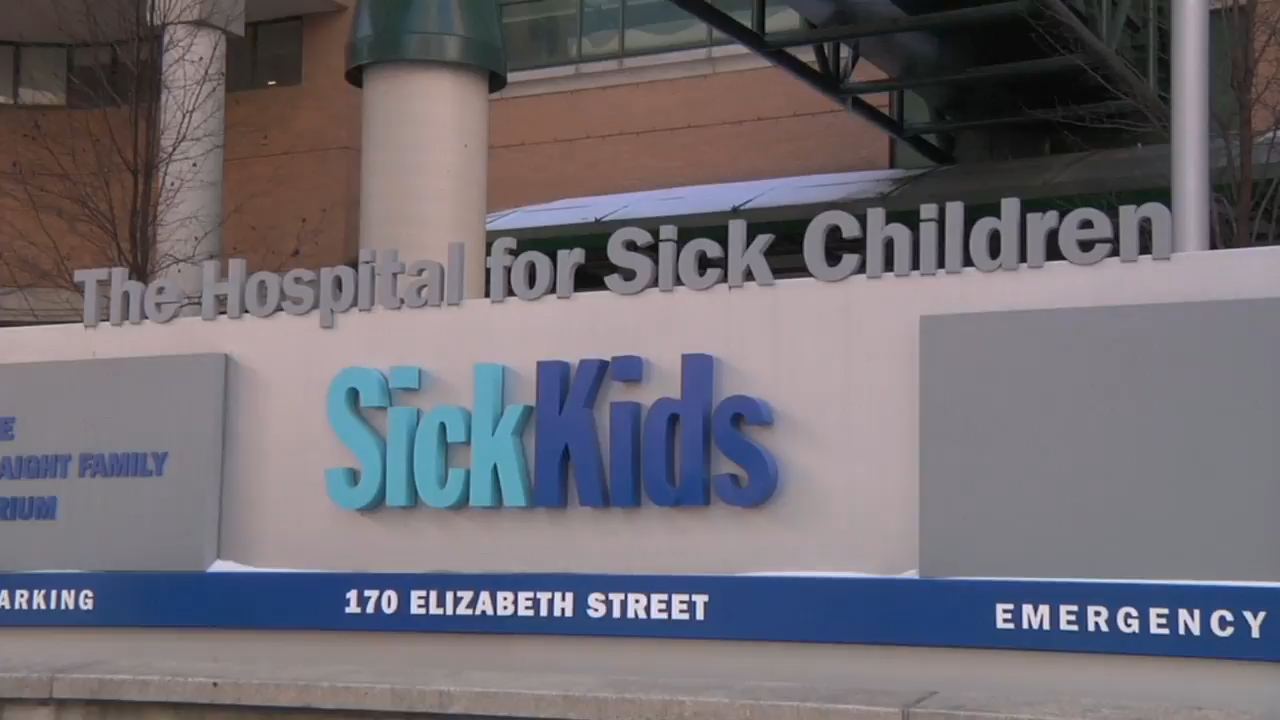 The Hospital for Sick Children
SickKids
E
AIGHT FAMILY
RIUM
ARKING
170 ELIZABETH STREET
EMERGENCY